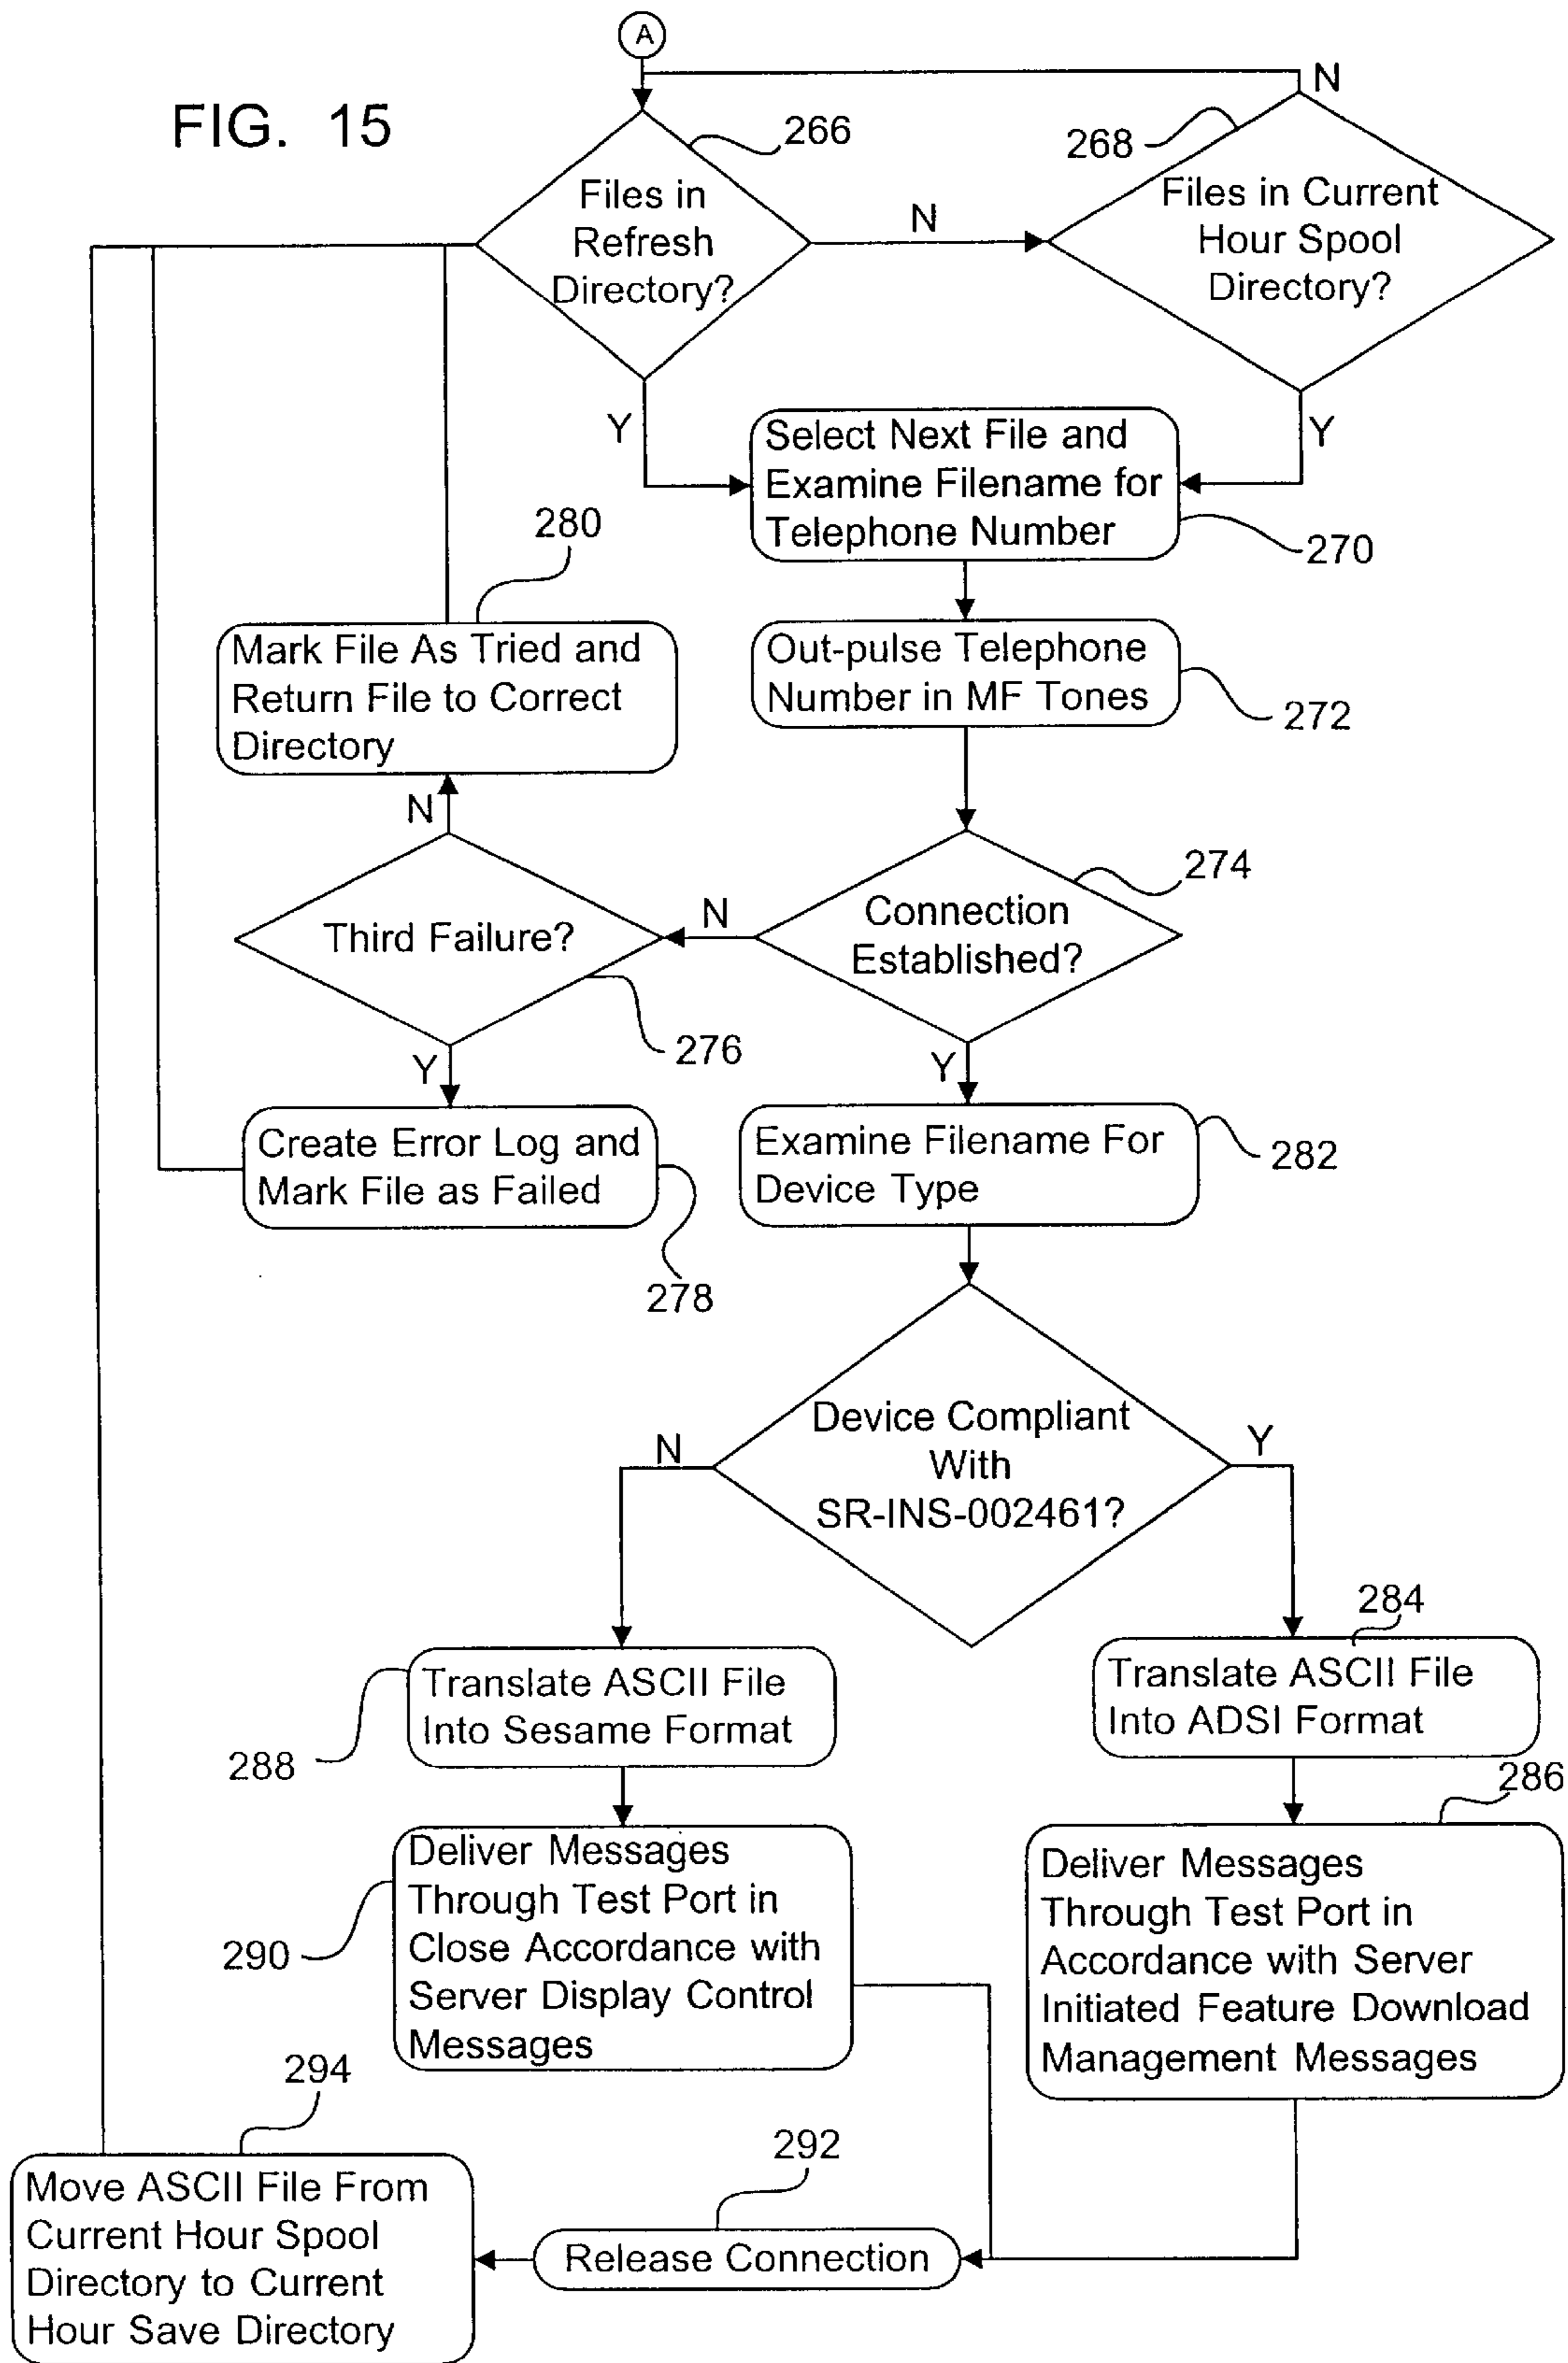 A
FIG. 15
N
266
268
Files in
Refresh
Directory?
N
Files in Current
Hour Spool
Directory?
Y
Y
Select Next File and
Examine Filename for
Telephone Number
270
280
Mark File As Tried and
Return File to Correct
Directory
Out-pulse Telephone
Number in MF Tones
272
N
274
Third Failure?
N
Connection
Established?
276
Y
Y
Create Error Log and
Mark File as Failed
278
Examine Filename For
Device Type
282
Device Compliant
With
SR-INS-002461?
N
Y
284
288
Translate ASCII File
Into Sesame Format
Translate ASCII File
Into ADSI Format
286
290
Deliver Messages
Through Test Port in
Close Accordance with
Server Display Control
Messages
Deliver Messages
Through Test Port in
Accordance with Server
Initiated Feature Download
Management Messages
294
292
Move ASCII File From
Current Hour Spool
Directory to Current
Hour Save Directory
Release Connection